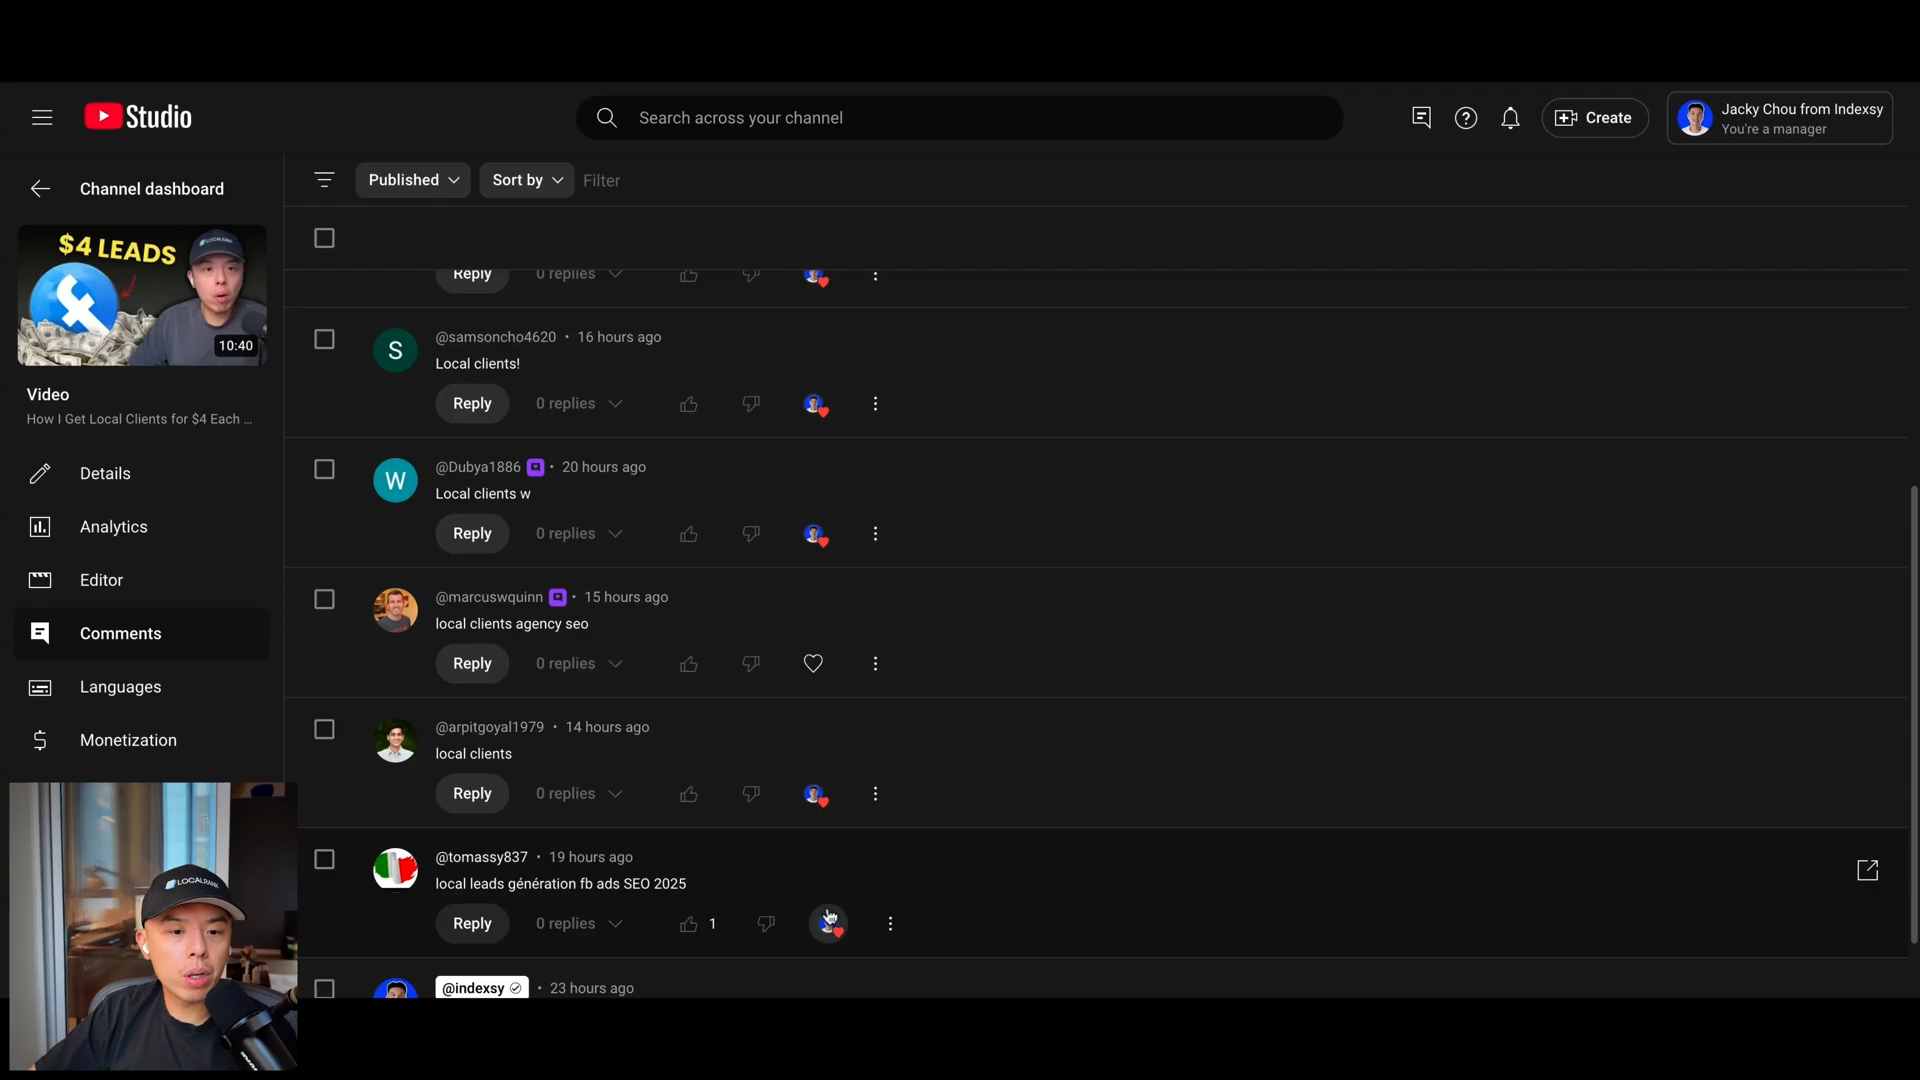 Studio
Search across your channel
Create
Jacky Chou from Indexsy
You're a manager
Channel dashboard
$4 LEADS
LOCALRANK
10:40
Video
How I Get Local Clients for $4 Each ...
Details
Analytics
Editor
Comments
Languages
Monetization
Published
Sort by
Filter
Reply 0 replies
@samsoncho4620 • 16 hours ago
Local clients!
Reply 0 replies
W
@Dubya1886 • 20 hours ago
Local clients w
Reply 0 replies
@marcuswquinn • 15 hours ago
local clients agency seo
Reply 0 replies
@arpitgoyal1979 • 14 hours ago
local clients
Reply 0 replies
@tomassy837 • 19 hours ago
local leads génération fb ads SEO 2025
Reply 0 replies 1
@indexsy • 23 hours ago
S
LOCALRANK